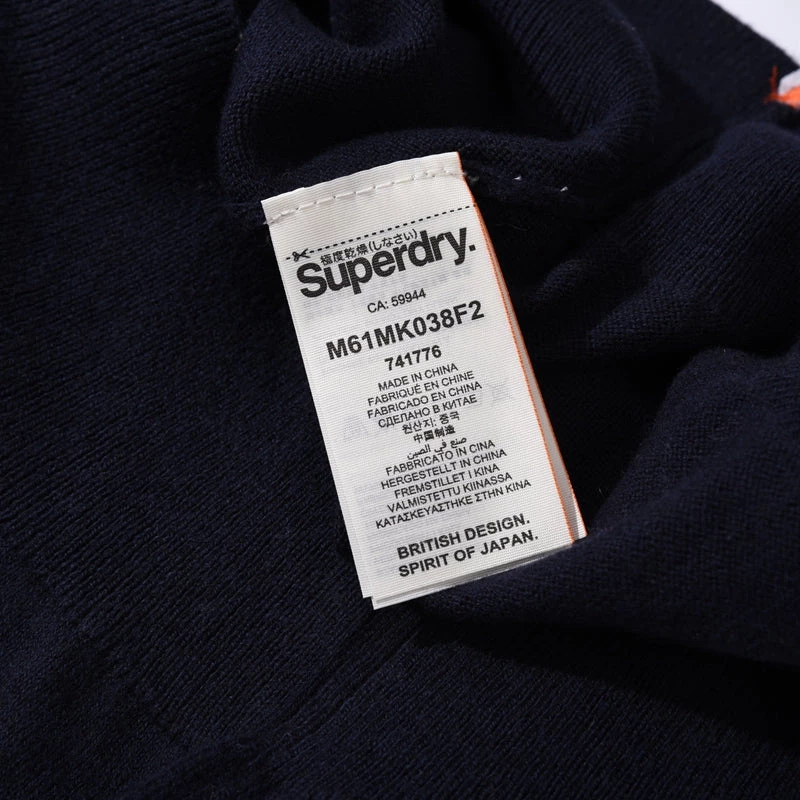 極度乾燥(しなさい)
Superdry.
CA: 59944
M61MK038F2
741776
MADE IN CHINA
FABRIQUÉ EN CHINE
FABRICADO EN CHINA
СДЕЛАНО В КИТАЕ
원산지: 중국
中国制造
صنع في الصين
FABBRICATO IN CINA
HERGESTELLT IN CHINA
FREMSTILLET I KINA
VALMISTETTU KIINASSA
ΚΑΤΑΣΚΕΥΑΣΤΗΚΕ ΣΤΗΝ ΚΙΝΑ
BRITISH DESIGN.
SPIRIT OF JAPAN.